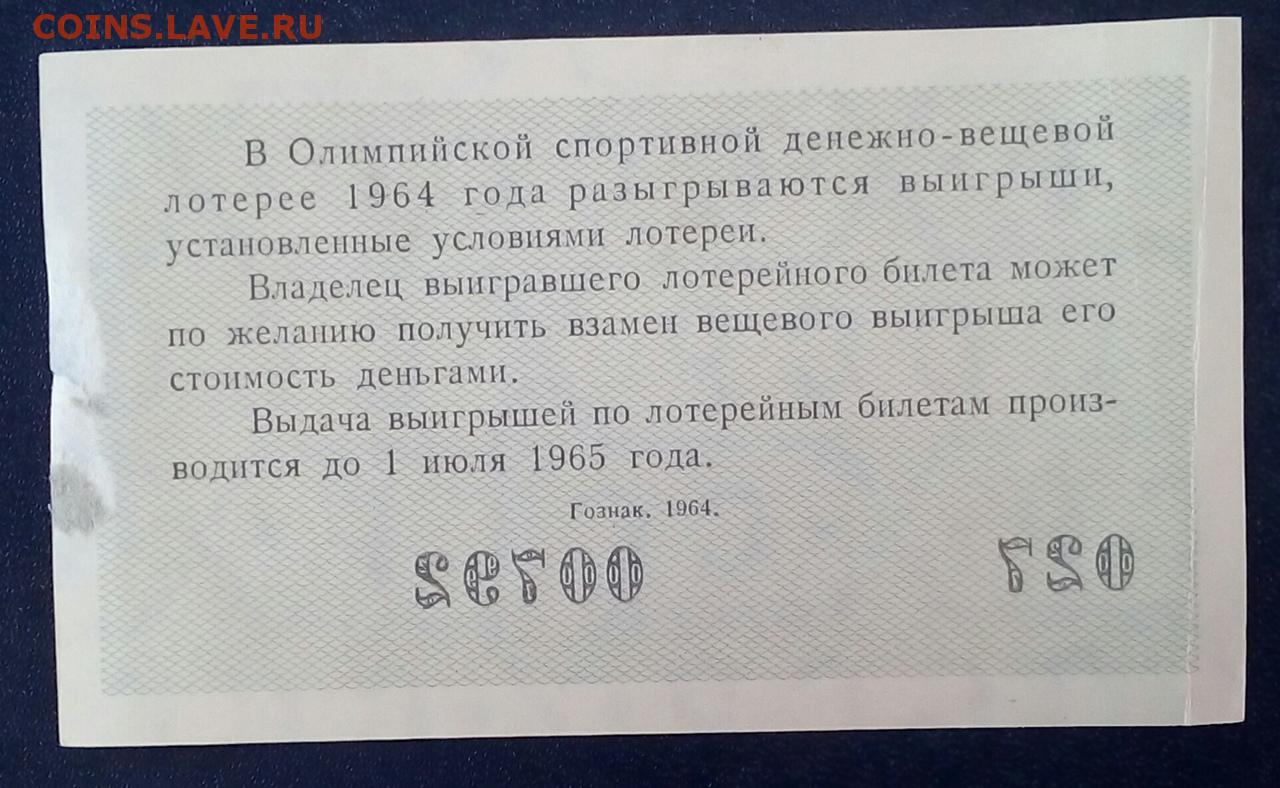 COINS.LAVE.RU
В Олимпийской спортивной денежно-вещевой
лотерее 1964 года разыгрываются выигрыши,
установленные условиями лотереи.
Владелец выигравшего лотерейного билета может
по желанию получить взамен вещевого выигрыша его
стоимость деньгами.
Выдача выигрышей по лотерейным билетам произ-
водится до 1 июля 1965 года.
Гознак. 1964.
027 00792